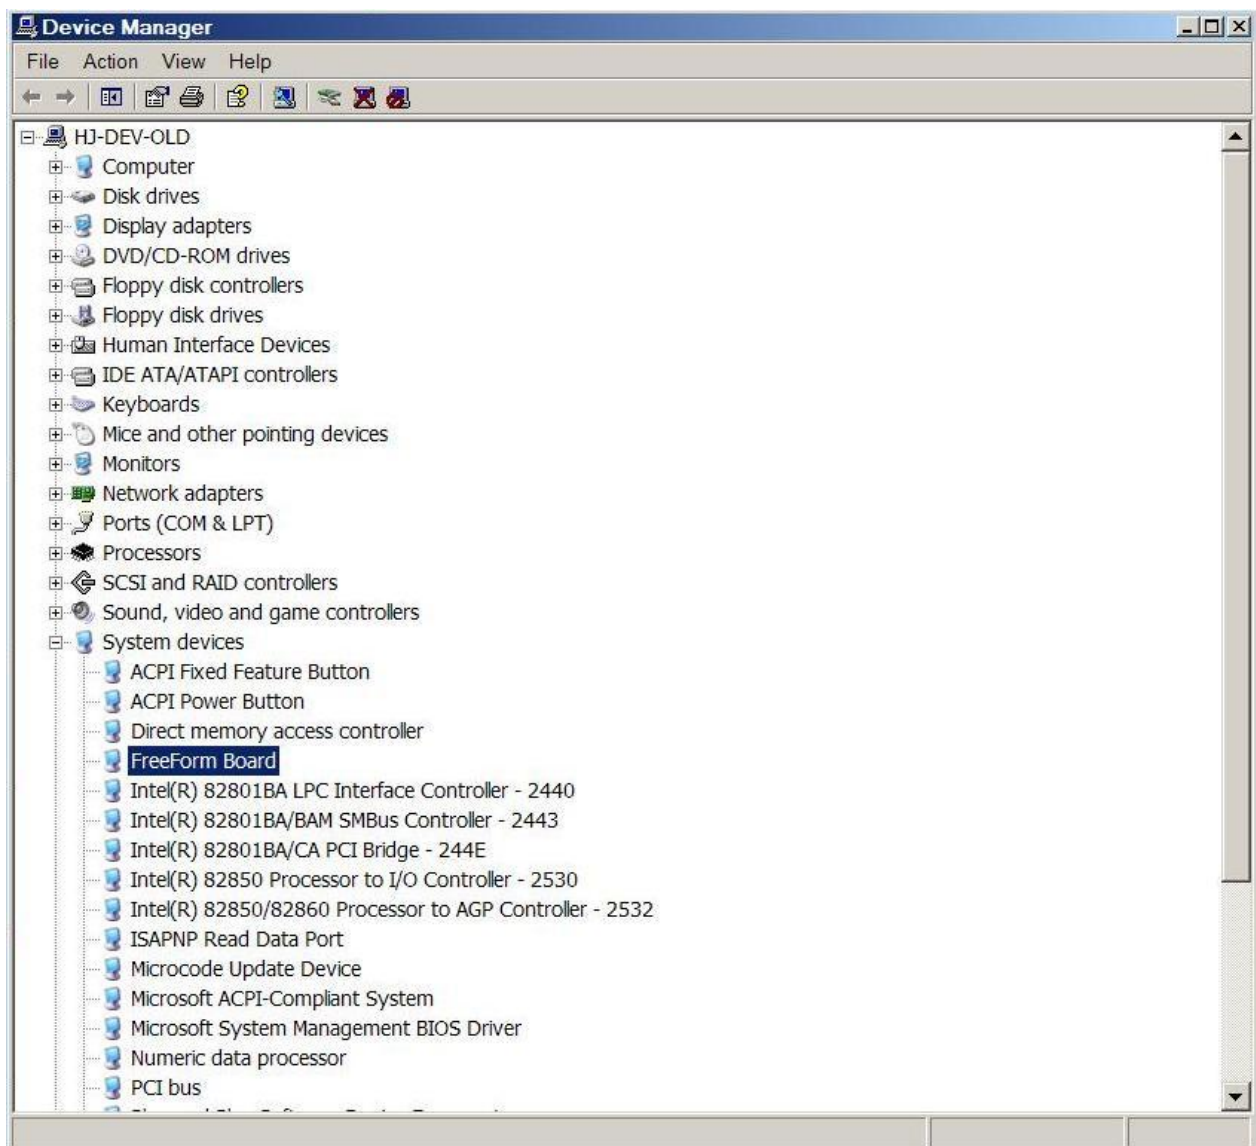 Device Manager
File Action View Help
HJ-DEV-OLD
Computer
Disk drives
Display adapters
DVD/CD-ROM drives
Floppy disk controllers
Floppy disk drives
Human Interface Devices
IDE ATA/ATAPI controllers
Keyboards
Mice and other pointing devices
Monitors
Network adapters
Ports (COM & LPT)
Processors
SCSI and RAID controllers
Sound, video and game controllers
System devices
ACPI Fixed Feature Button
ACPI Power Button
Direct memory access controller
FreeForm Board
Intel(R) 82801BA LPC Interface Controller - 2440
Intel(R) 82801BA/BAM SMBus Controller - 2443
Intel(R) 82801BA/CA PCI Bridge - 244E
Intel(R) 82850 Processor to I/O Controller - 2530
Intel(R) 82850/82860 Processor to AGP Controller - 2532
ISAPNP Read Data Port
Microcode Update Device
Microsoft ACPI-Compliant System
Microsoft System Management BIOS Driver
Numeric data processor
PCI bus